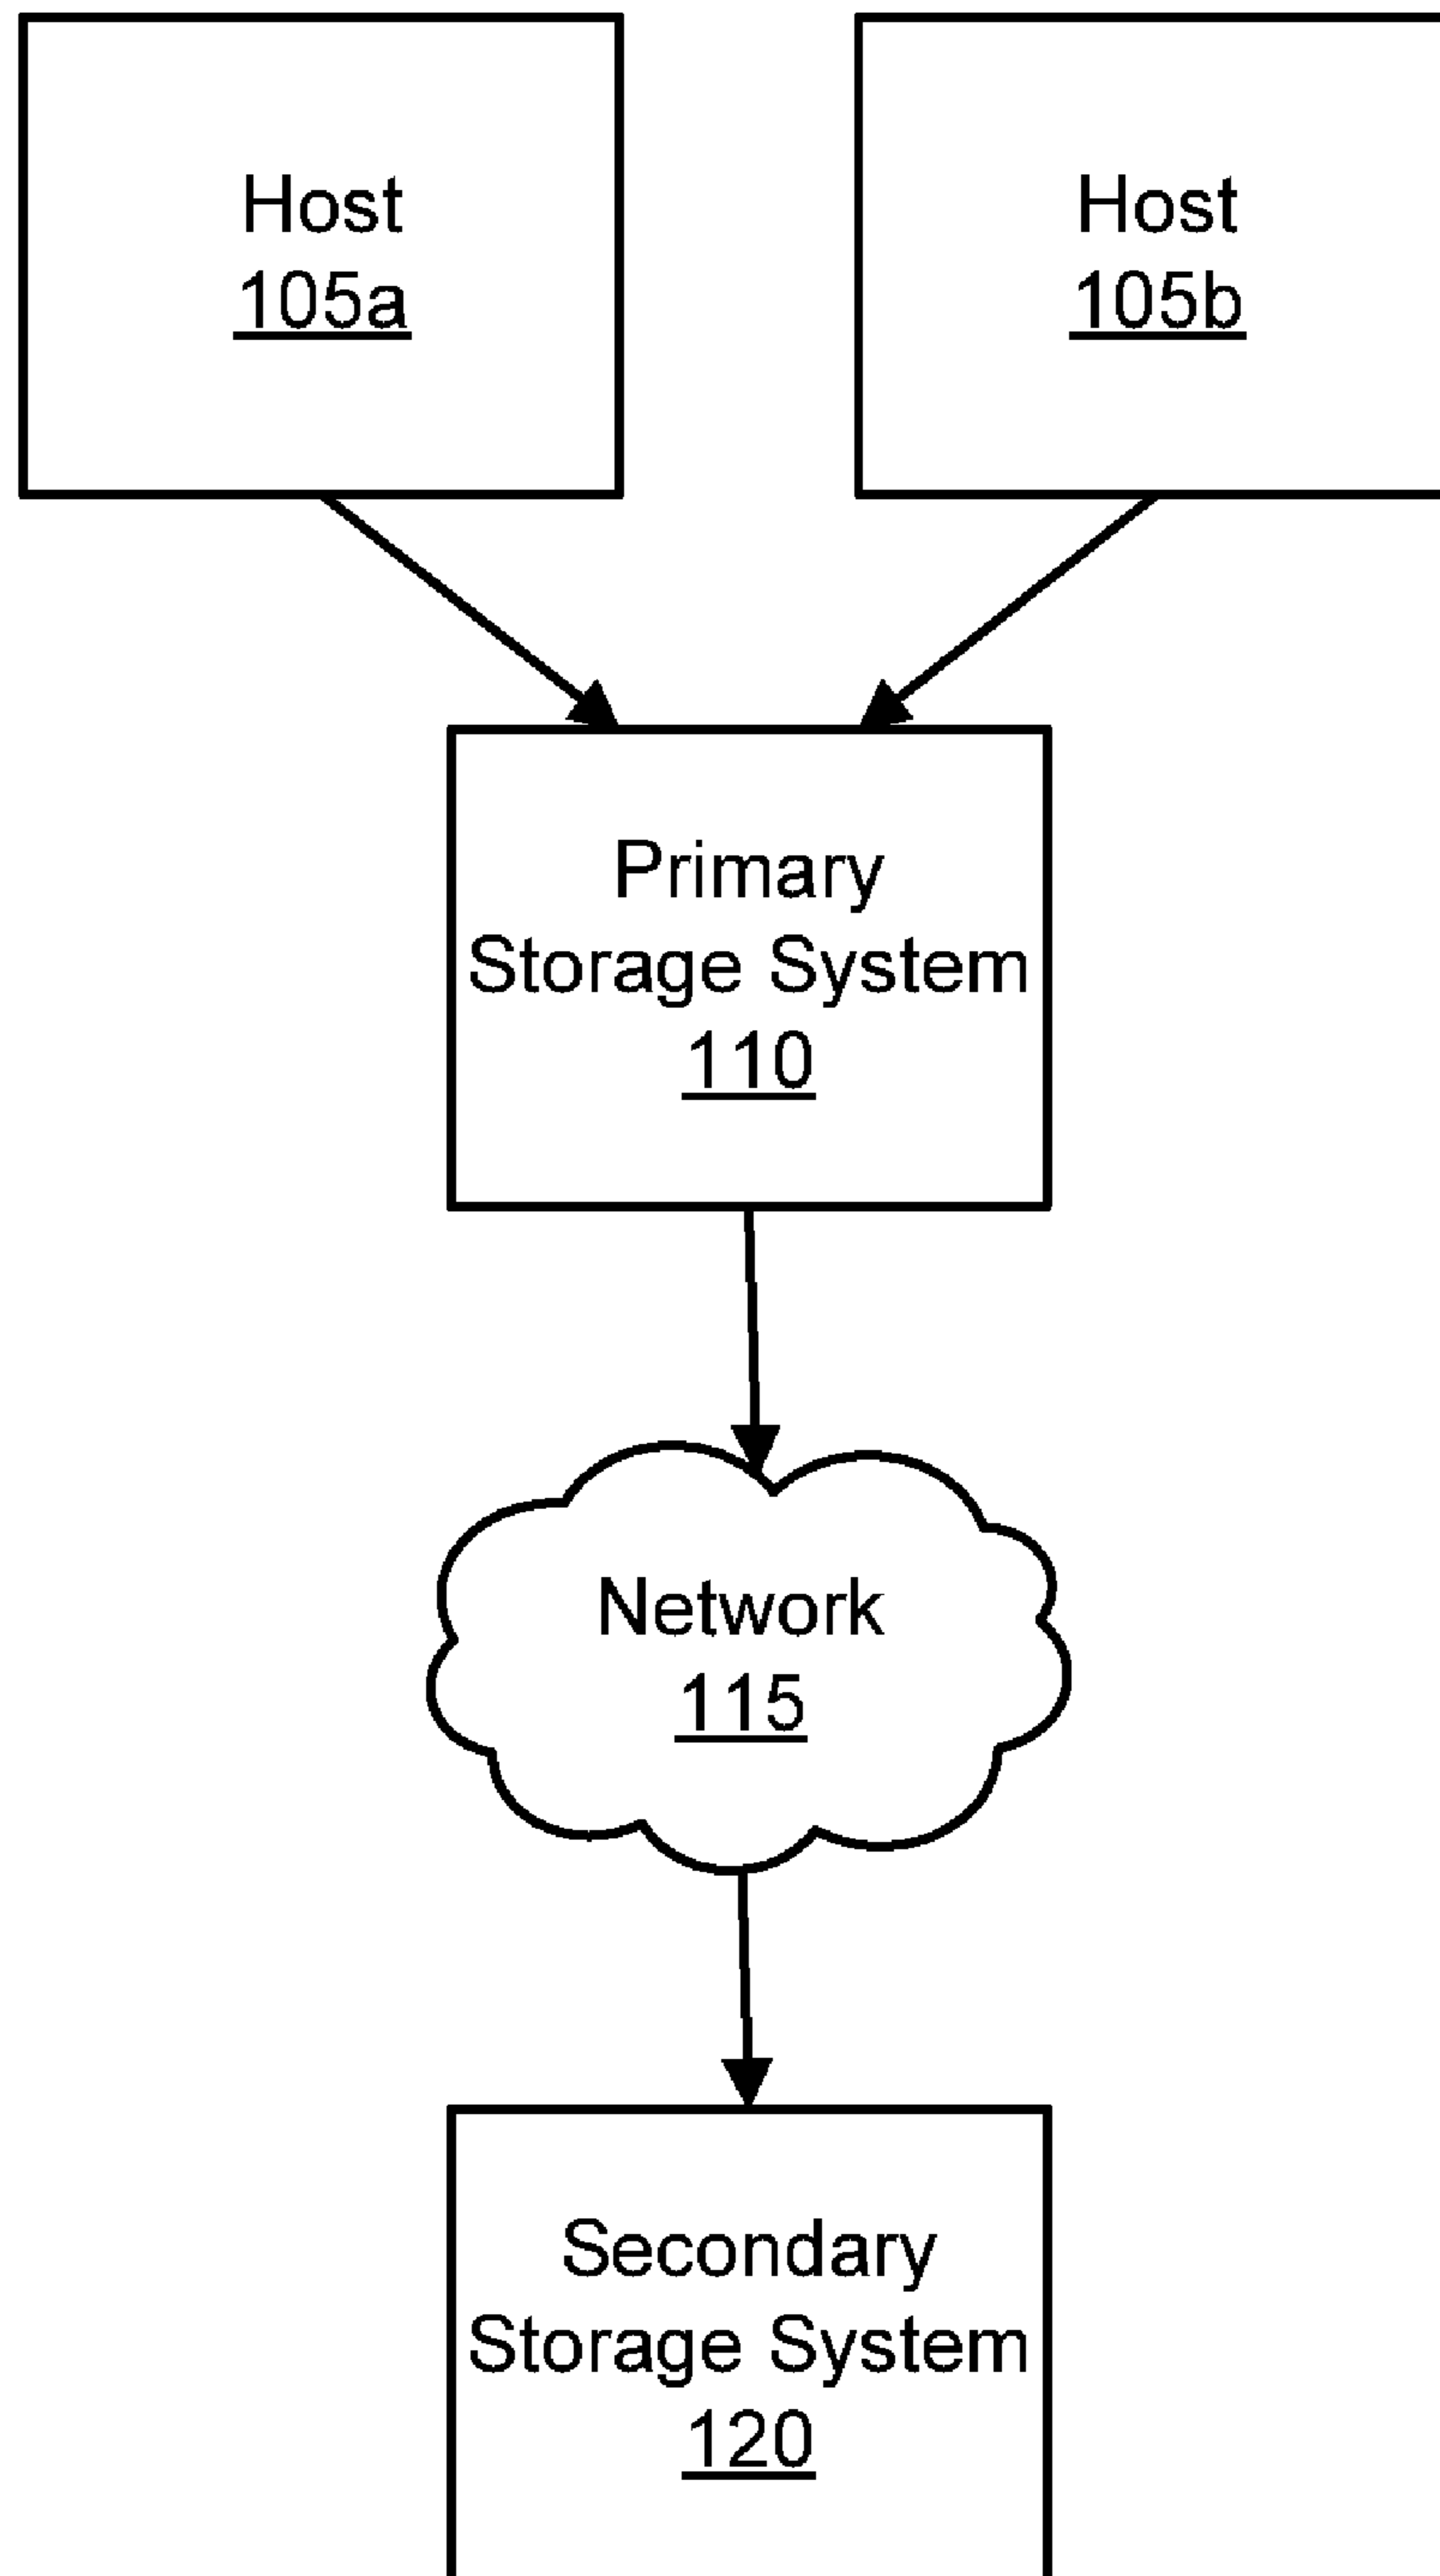 Host
105a
Host
105b
Primary
Storage System
110
Network
115
Secondary
Storage System
120